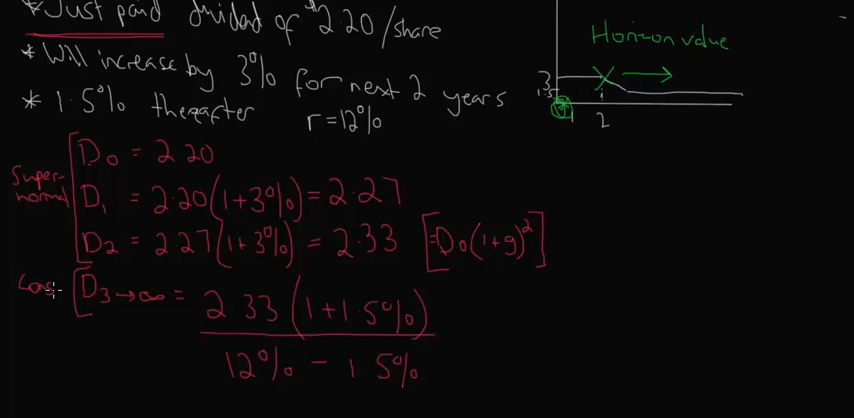 * Just paid dividend of $2.20/share
* Will increase by 3% for next 2 years
* 1.5% thereafter r=12%
Horizon value
3
1.5
1
2
Super-
normal
D0 = 2.20
D1 = 2.20(1+3%) = 2.27
D2 = 2.27(1+3%) = 2.33 [=D0(1+g)^2]
Cons
D3→∞ = 2.33 (1+1.5%)
12% - 1.5%